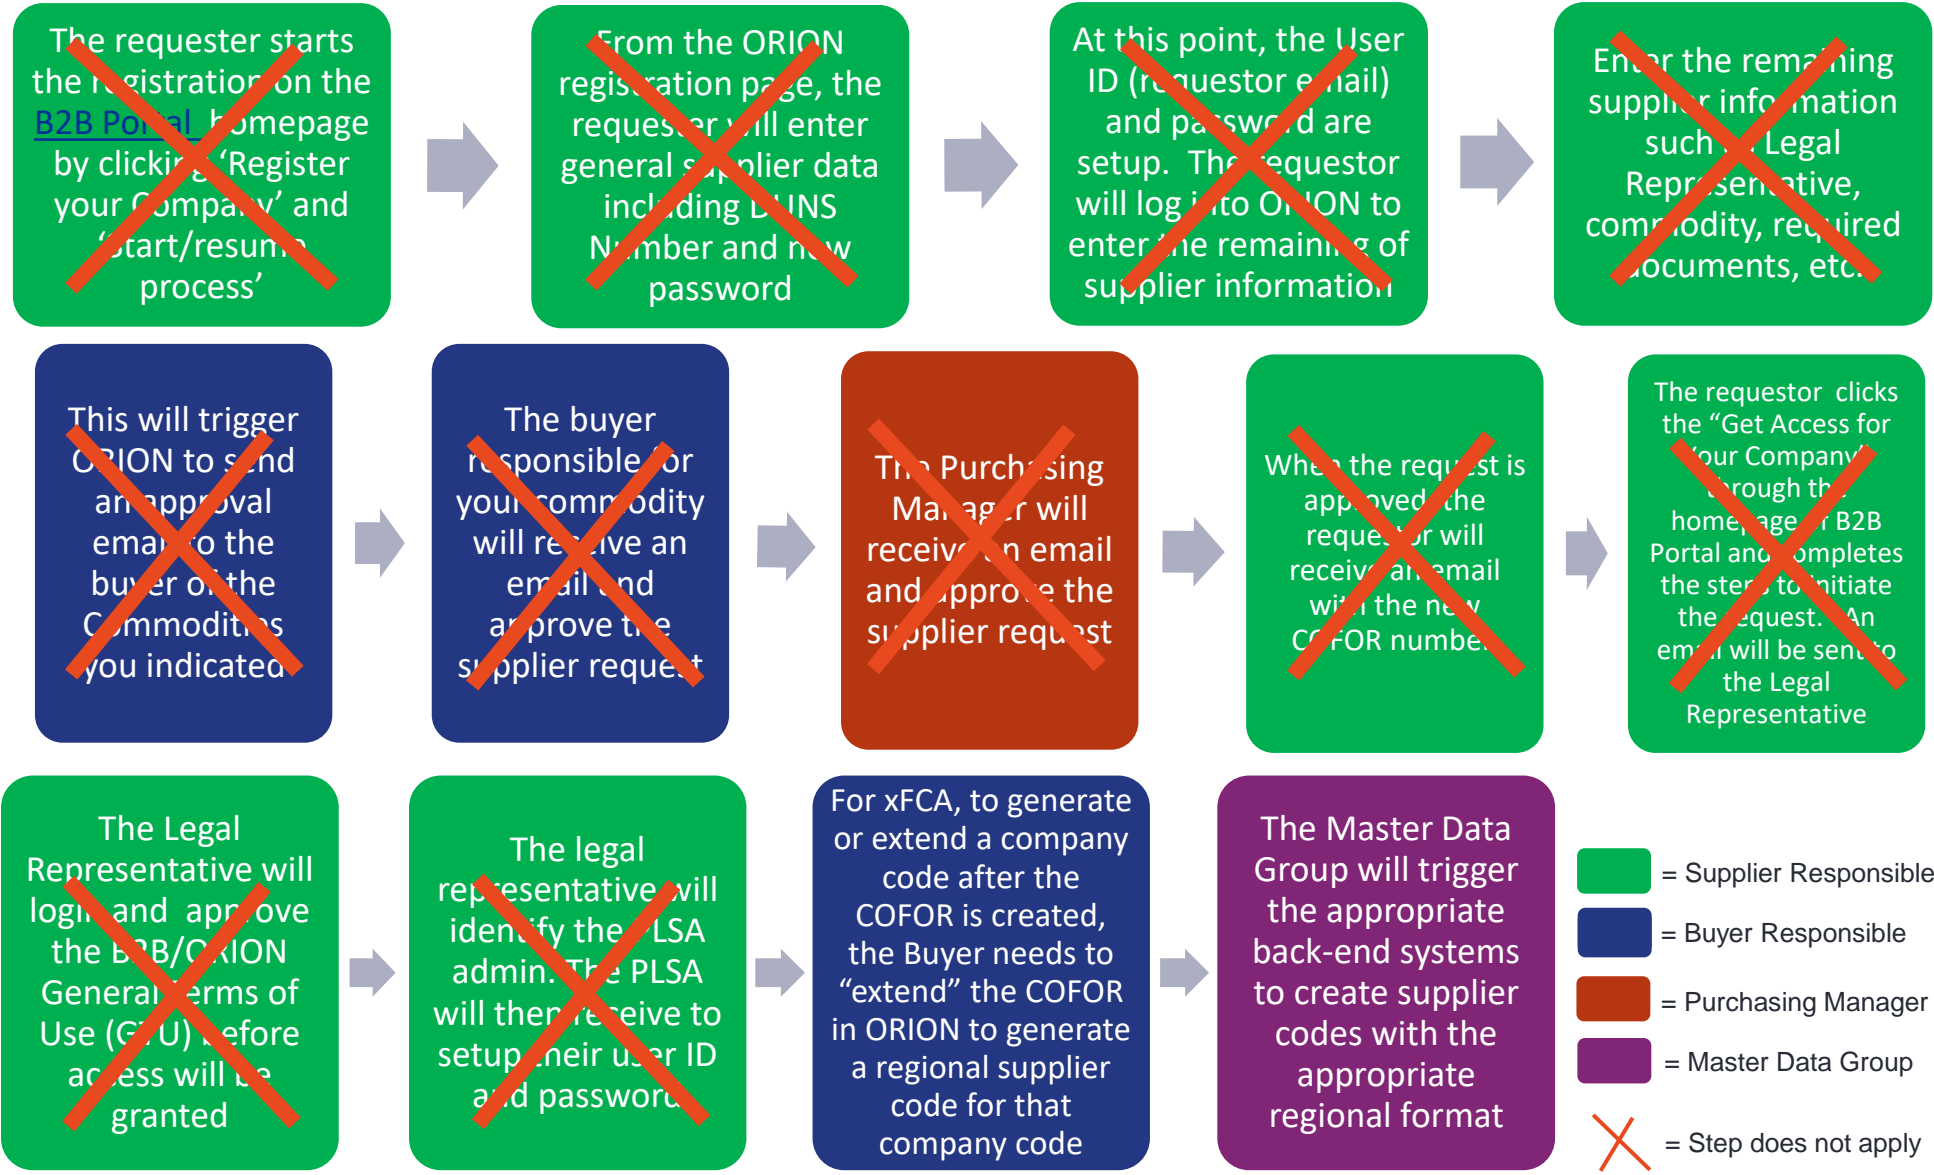 The requester starts
the registration on the
B2B Portal homepage
by clicking ‘Register
your Company’ and
‘Start/resume
process’
From the ORION
registration page, the
requester will enter
general supplier data
including DUNS
Number and new
password
At this point, the User
ID (requestor email)
and password are
setup. The requestor
will log into ORION to
enter the remaining of
supplier information
Enter the remaining
supplier information
such as Legal
Representative,
commodity, required
documents, etc.
This will trigger
ORION to send
an approval
email to the
buyer of the
Commodities
you indicated
The buyer
responsible for
your commodity
will receive an
email and
approve the
supplier request
The Purchasing
Manager will
receive an email
and approve the
supplier request
When the request is
approved, the
requestor will
receive an email
with the new
COFOR number.
The requestor clicks
the “Get Access for
Your Company”
through the
homepage of B2B
Portal and completes
the steps to initiate
the request. An
email will be sent to
the Legal
Representative
The Legal
Representative will
login and approve
the B2B/ORION
General Terms of
Use (GTU) before
access will be
granted
The legal
representative will
identify the PLSA
admin. The PLSA
will then receive to
setup their user ID
and password
For xFCA, to generate
or extend a company
code after the
COFOR is created,
the Buyer needs to
“extend” the COFOR
in ORION to generate
a regional supplier
code for that
company code
The Master Data
Group will trigger
the appropriate
back-end systems
to create supplier
codes with the
appropriate
regional format
= Supplier Responsible
= Buyer Responsible
= Purchasing Manager
= Master Data Group
= Step does not apply